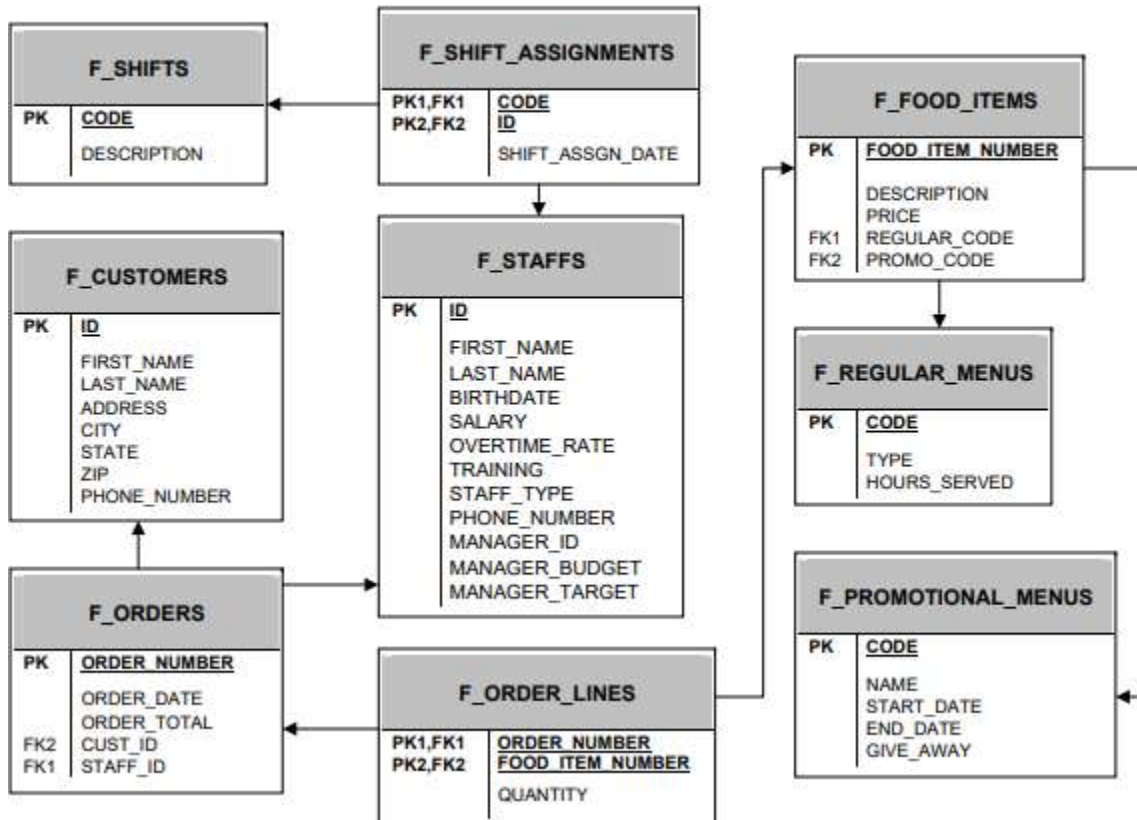 F_SHIFTS
PK CODE
DESCRIPTION
F_SHIFT_ASSIGNMENTS
PK1,FK1 CODE
PK2,FK2 ID
SHIFT_ASSGN_DATE
F_FOOD_ITEMS
PK FOOD_ITEM_NUMBER
DESCRIPTION
PRICE
FK1 REGULAR_CODE
FK2 PROMO_CODE
F_CUSTOMERS
PK ID
FIRST_NAME
LAST_NAME
ADDRESS
CITY
STATE
ZIP
PHONE_NUMBER
F_STAFFS
PK ID
FIRST_NAME
LAST_NAME
BIRTHDATE
SALARY
OVERTIME_RATE
TRAINING
STAFF_TYPE
PHONE_NUMBER
MANAGER_ID
MANAGER_BUDGET
MANAGER_TARGET
F_REGULAR_MENUS
PK CODE
TYPE
HOURS_SERVED
F_ORDERS
PK ORDER_NUMBER
ORDER_DATE
ORDER_TOTAL
FK2 CUST_ID
FK1 STAFF_ID
F_ORDER_LINES
PK1,FK1 ORDER_NUMBER
PK2,FK2 FOOD_ITEM_NUMBER
QUANTITY
F_PROMOTIONAL_MENUS
PK CODE
NAME
START_DATE
END_DATE
GIVE_AWAY